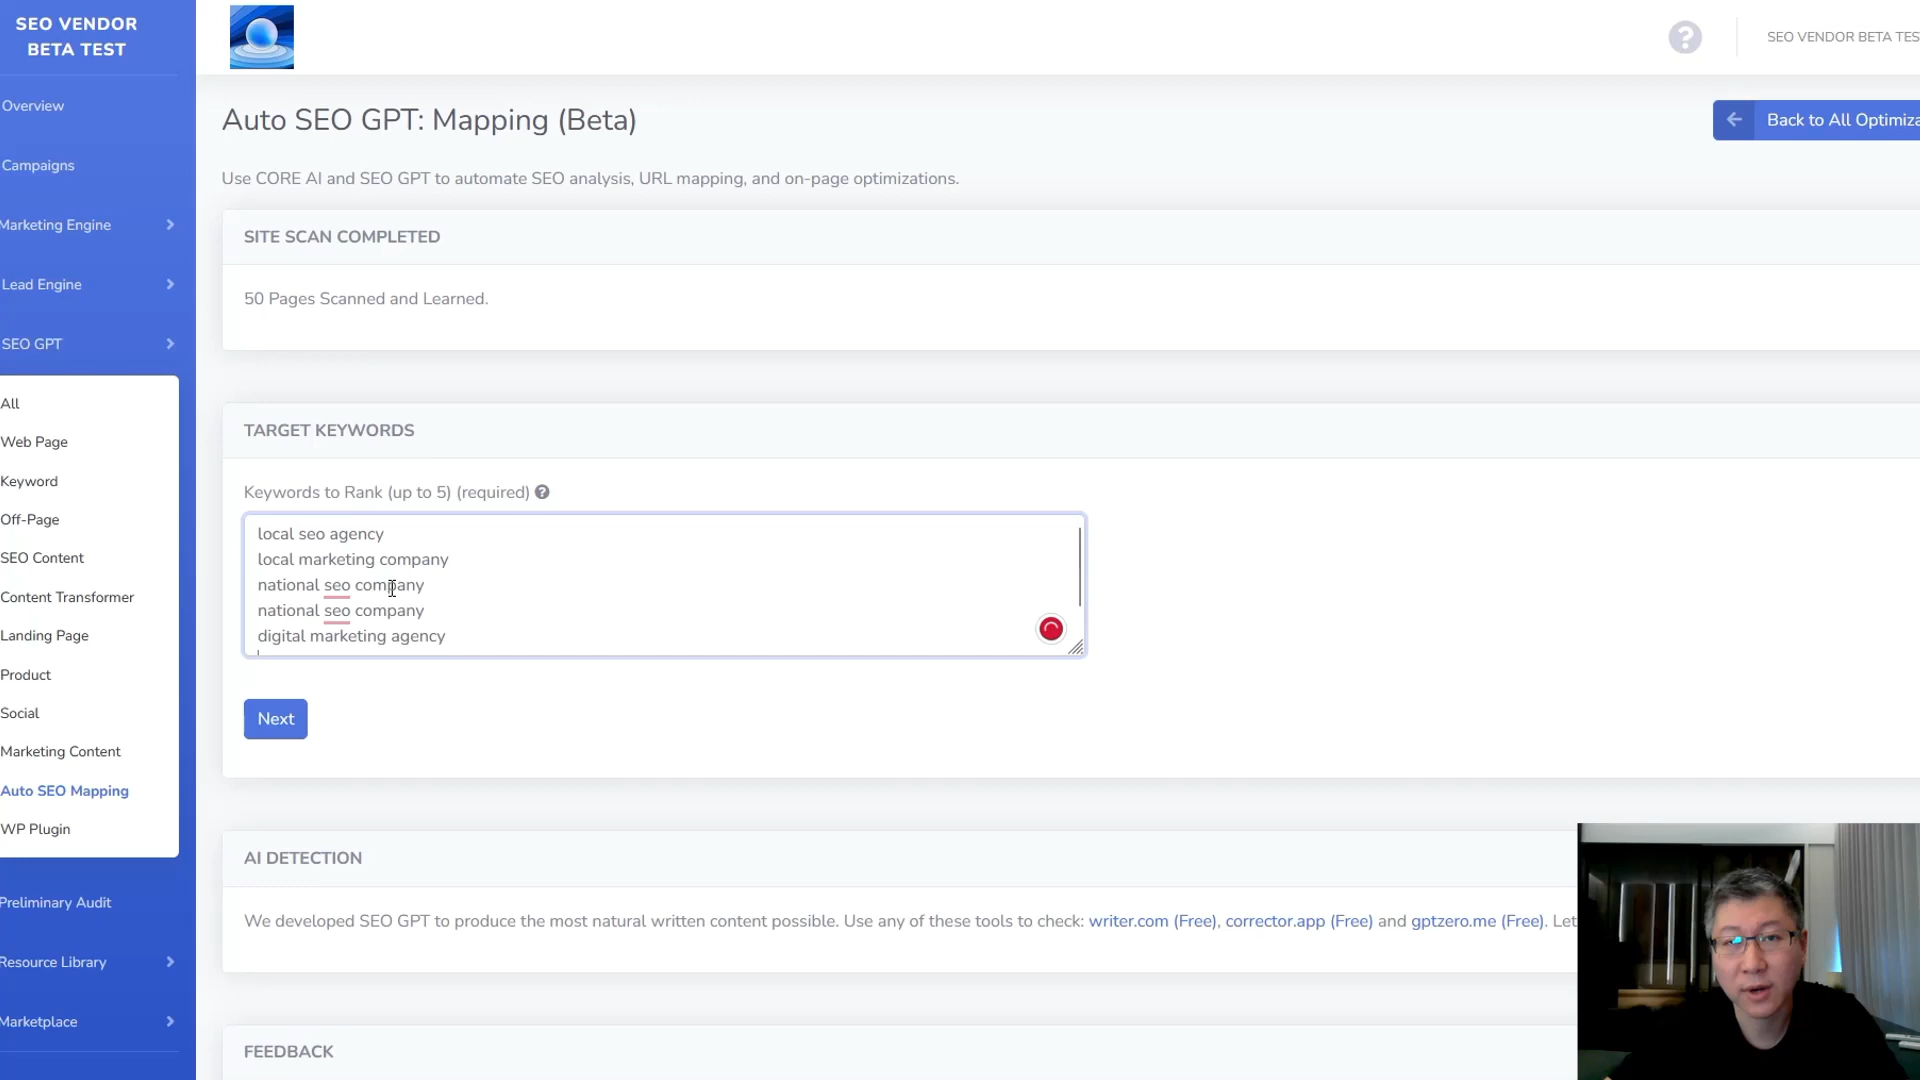 SEO VENDOR
BETA TEST
SEO VENDOR BETA TES
Overview
Campaigns
Marketing Engine
Lead Engine
SEO GPT
All
Web Page
Keyword
Off-Page
SEO Content
Content Transformer
Landing Page
Product
Social
Marketing Content
Auto SEO Mapping
WP Plugin
Preliminary Audit
Resource Library
Marketplace
Auto SEO GPT: Mapping (Beta)
Back to All Optimiza
Use CORE AI and SEO GPT to automate SEO analysis, URL mapping, and on-page optimizations.
SITE SCAN COMPLETED
50 Pages Scanned and Learned.
TARGET KEYWORDS
Keywords to Rank (up to 5) (required)
local seo agency
local marketing company
national seo company
national seo company
digital marketing agency
Next
AI DETECTION
We developed SEO GPT to produce the most natural written content possible. Use any of these tools to check: writer.com (Free), corrector.app (Free) and gptzero.me (Free). Let
FEEDBACK